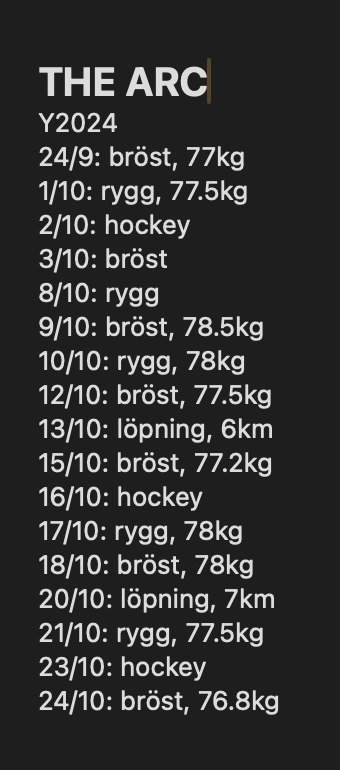 THE ARC
Y2024
24/9: bröst, 77kg
1/10: rygg, 77.5kg
2/10: hockey
3/10: bröst
8/10: rygg
9/10: bröst, 78.5kg
10/10: rygg, 78kg
12/10: bröst, 77.5kg
13/10: löpning, 6km
15/10: bröst, 77.2kg
16/10: hockey
17/10: rygg, 78kg
18/10: bröst, 78kg
20/10: löpning, 7km
21/10: rygg, 77.5kg
23/10: hockey
24/10: bröst, 76.8kg